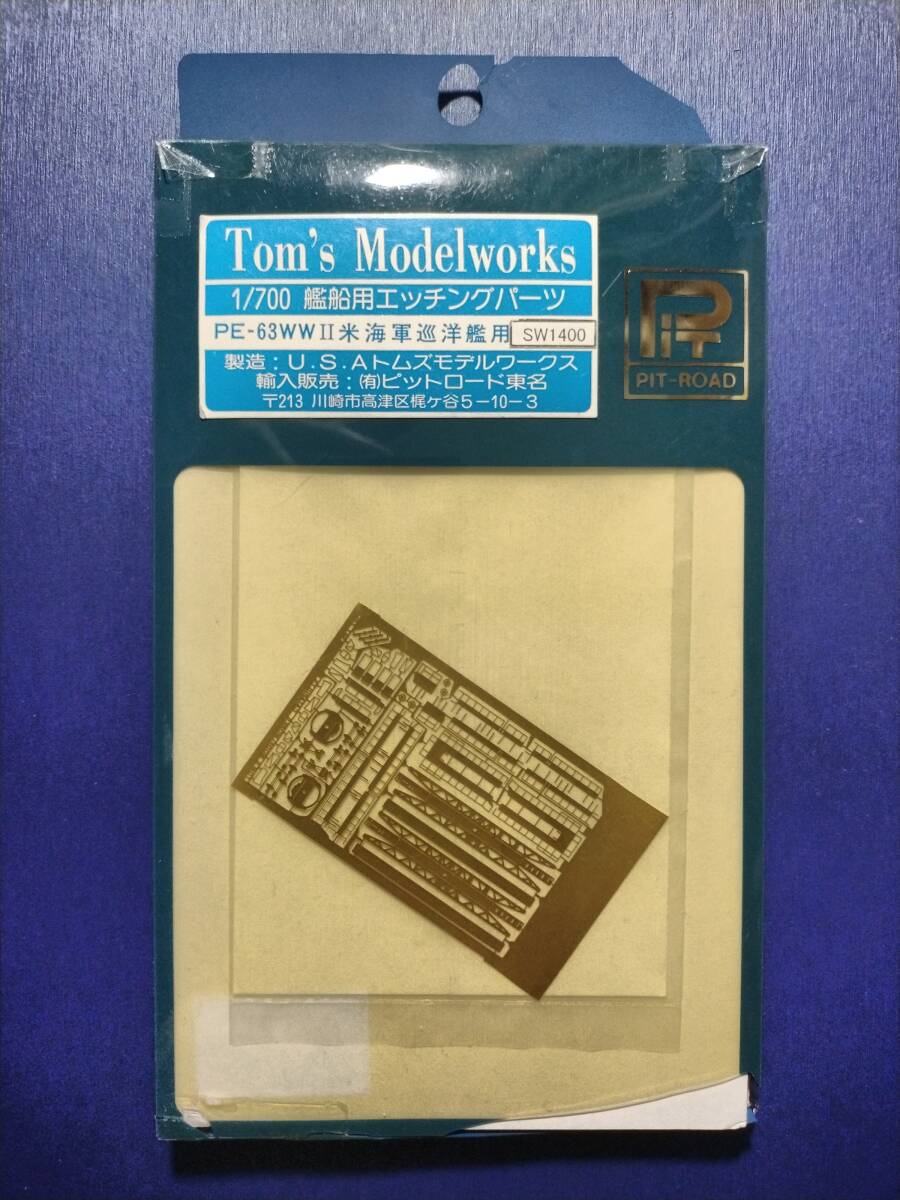 Tom's Modelworks
1/700 艦船用エッチングパーツ
PE-63WWII米海軍巡洋艦用 SW1400
製造:U.S.Aトムズモデルワークス
輸入販売:㈲ピットロード東名
〒213 川崎市高津区梶ヶ谷5-10-3
PIT
PIT-ROAD